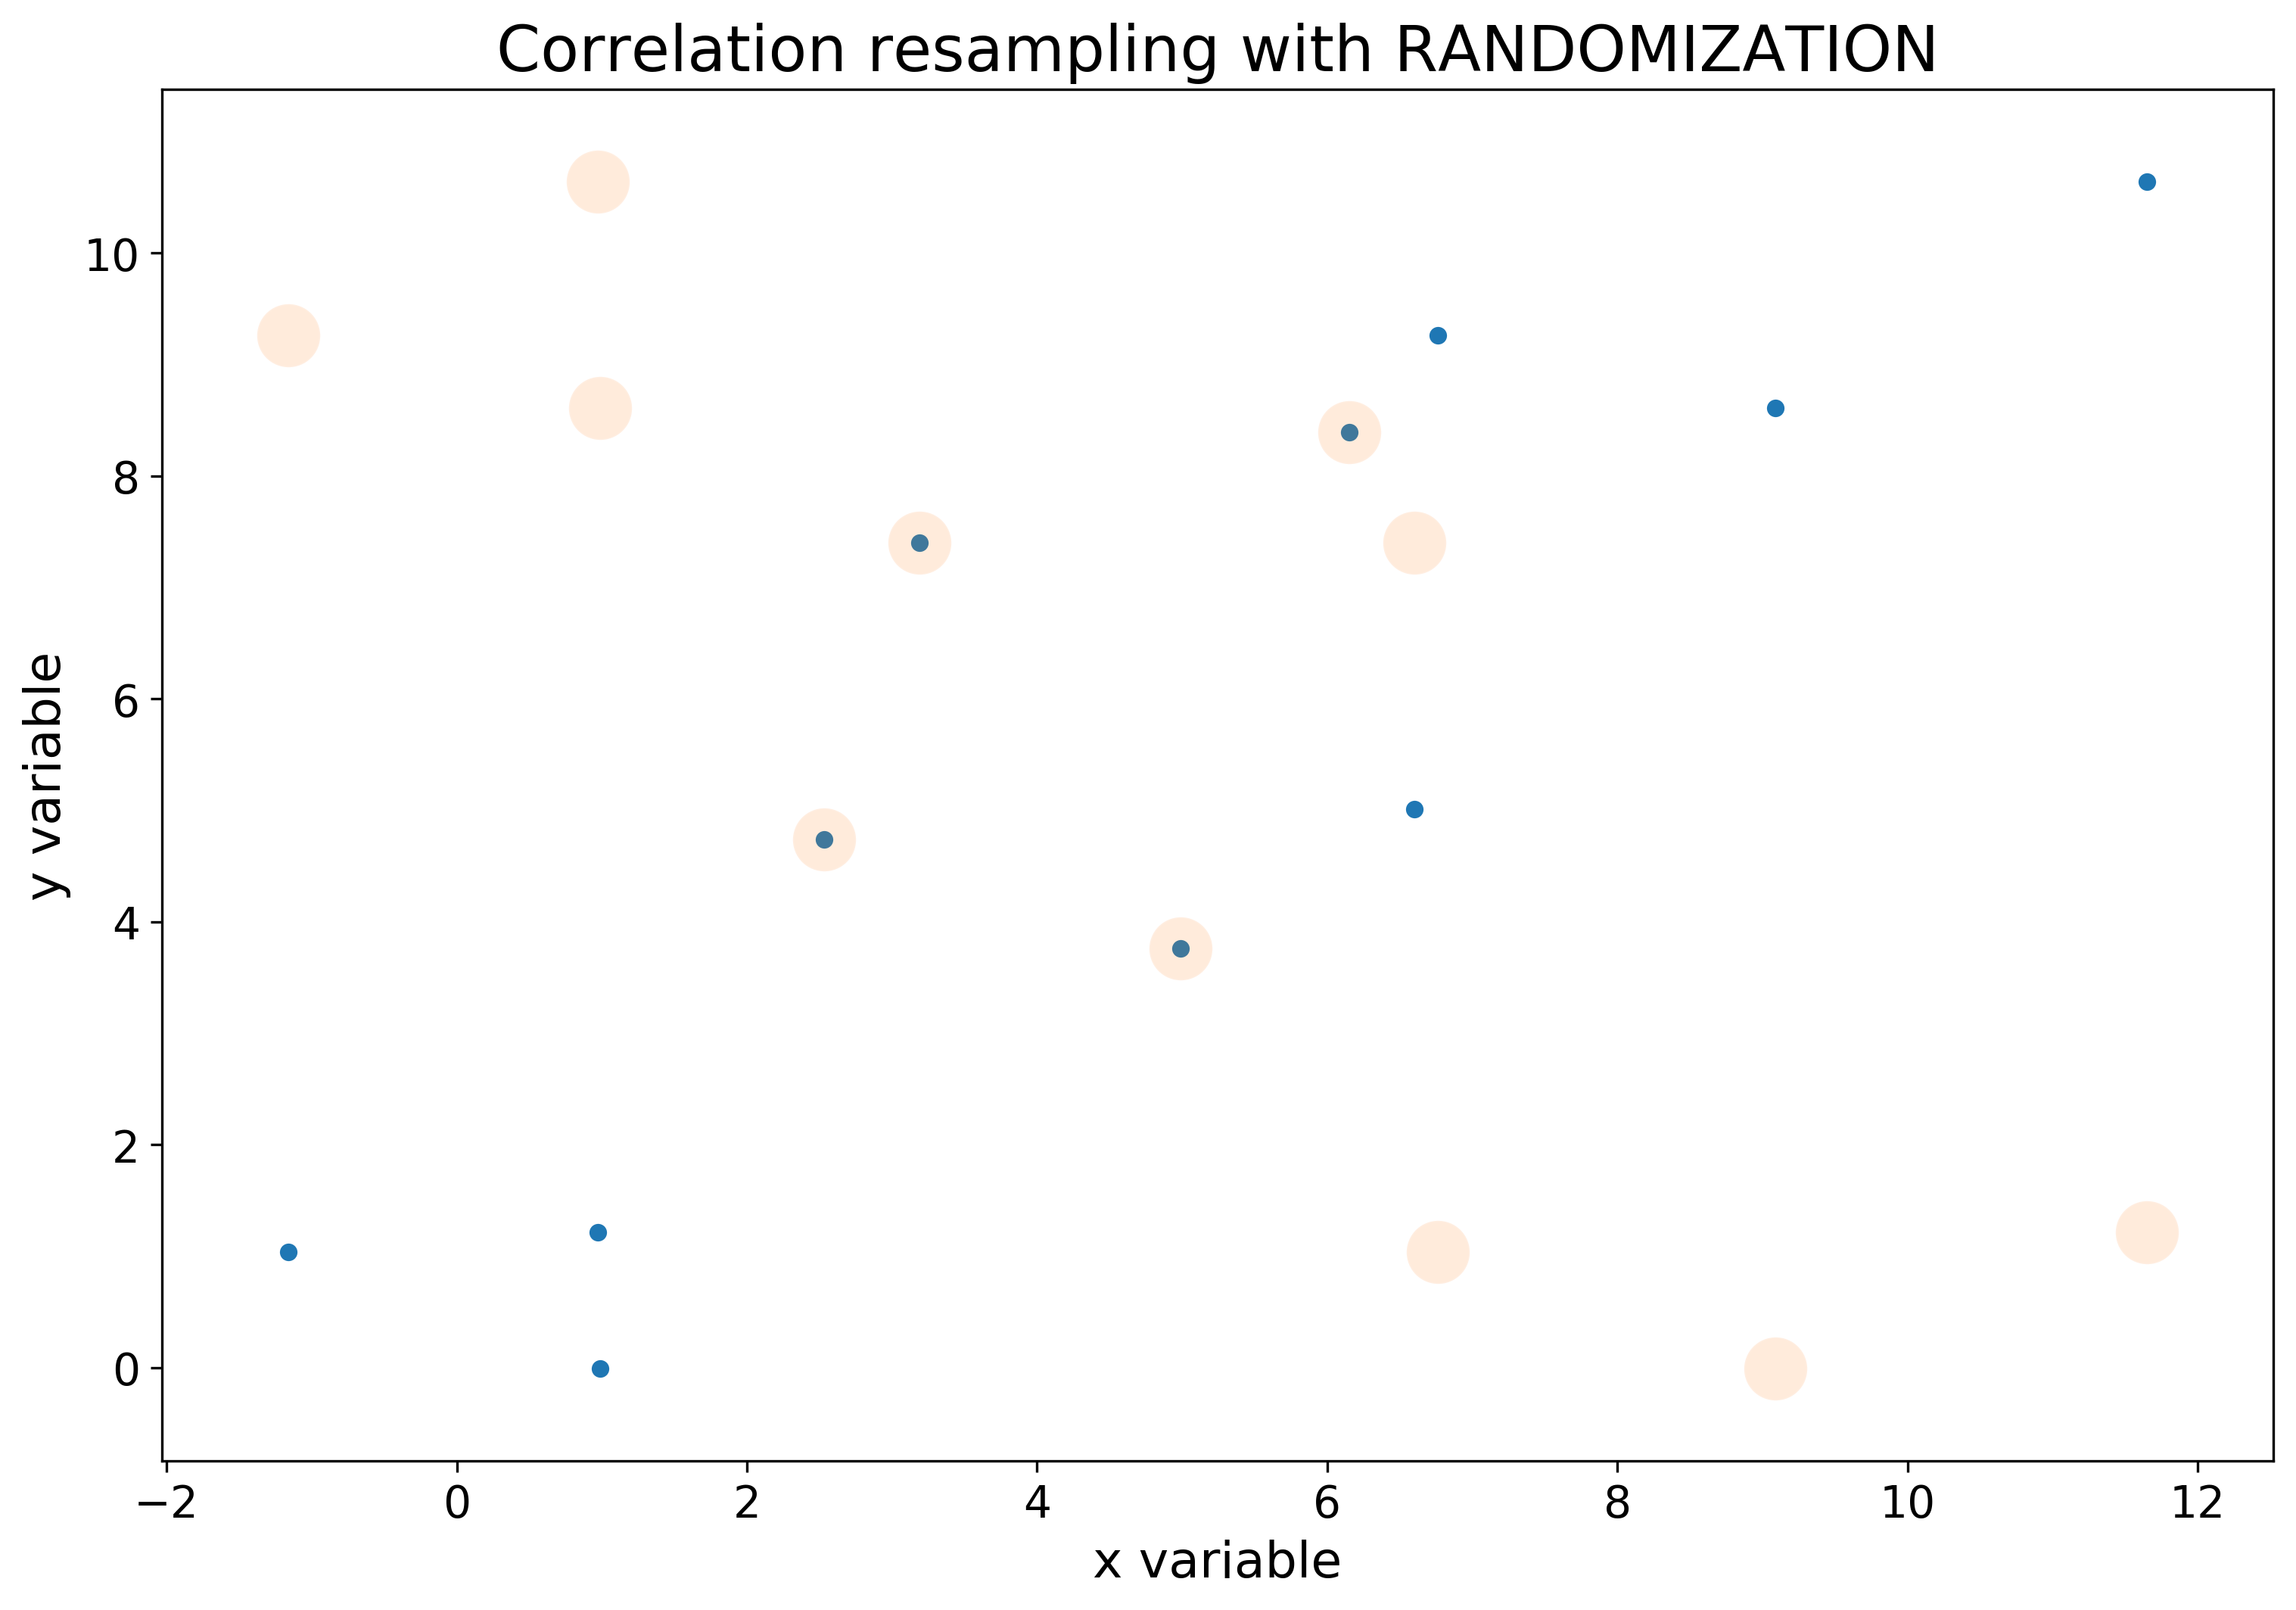 Correlation resampling with RANDOMIZATION
10
8
6
4
2
0
y variable
−2 0 2 4 6 8 10 12
x variable